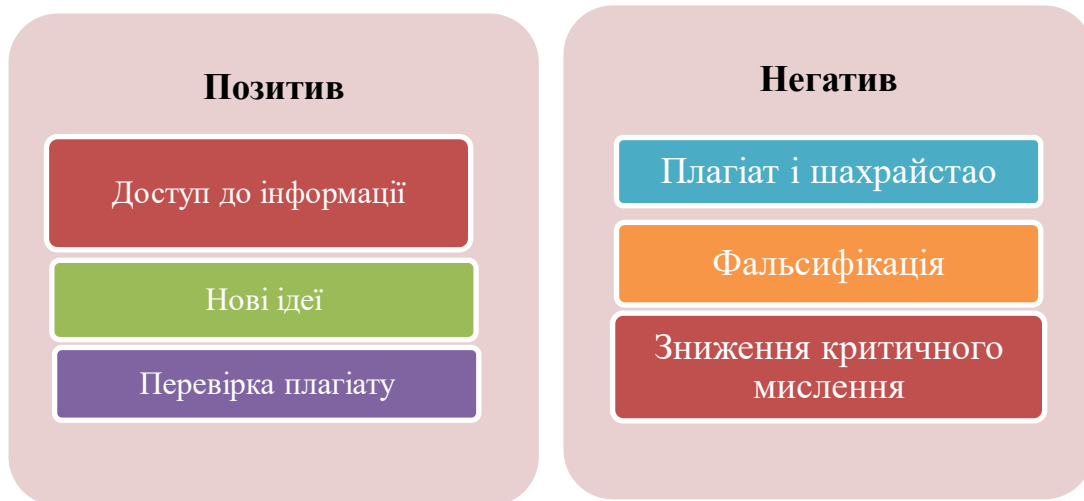 Позитив
Доступ до інформації
Нові ідеї
Перевірка плагіату
Негатив
Плагіат і шахрайстао
Фальсифікація
Зниження критичного
мислення